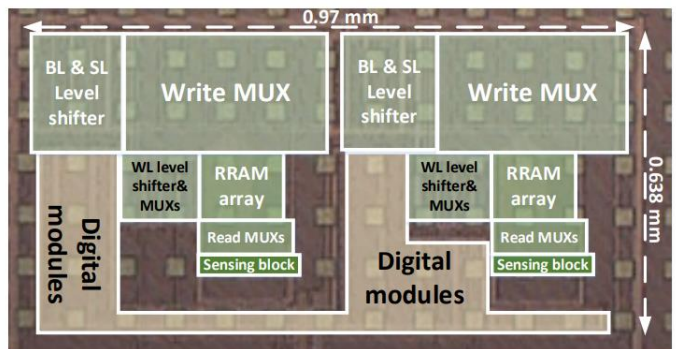 0.97 mm
BL & SL
Level
shifter
Write MUX
BL & SL
Level
shifter
Write MUX
WL level
shifter&
MUXs
RRAM
array
WL level
shifter&
MUXs
RRAM
array
0.638 mm
Digital
modules
Read MUXs
Sensing block
Digital
modules
Read MUXs
Sensing block